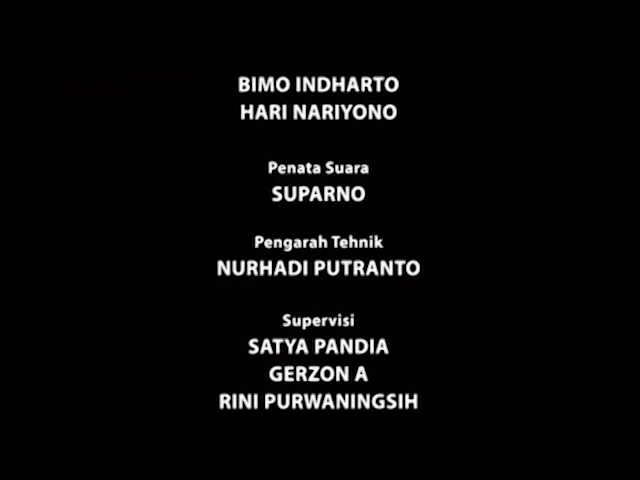 BIMO INDHARTO
HARI NARIYONO
Penata Suara
SUPARNO
Pengarah Tehnik
NURHADI PUTRANTO
Supervisi
SATYA PANDIA
GERZON A
RINI PURWANINGSIH